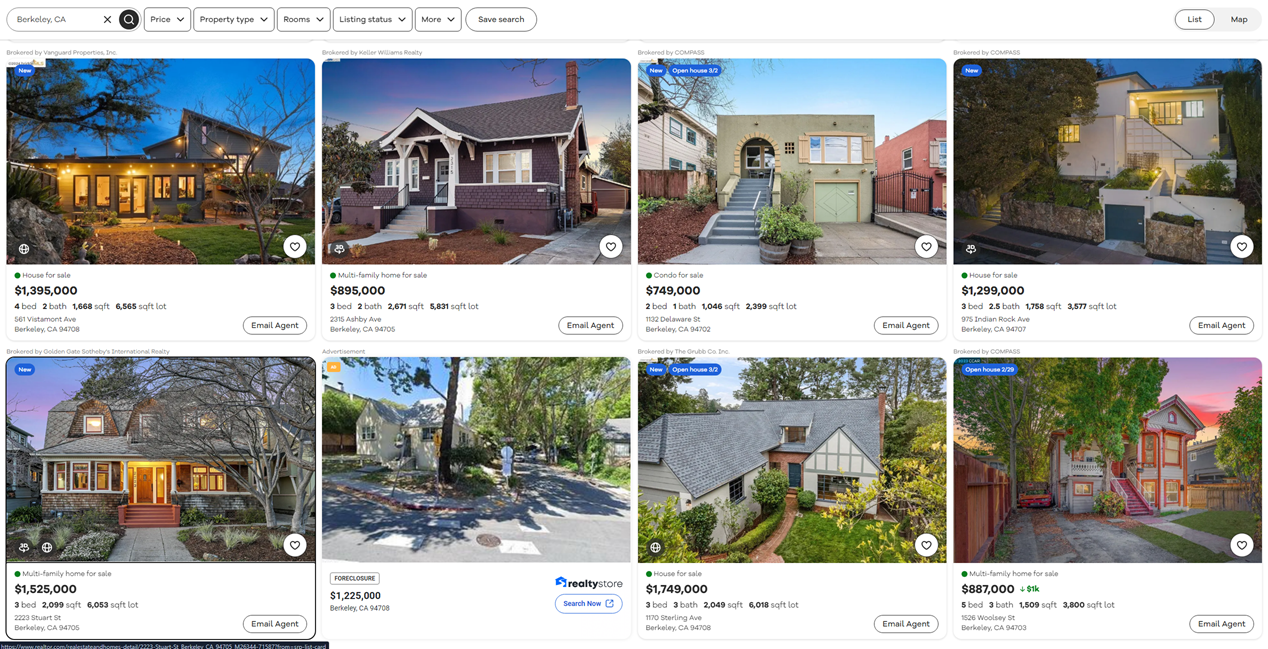 Berkeley, CA
Price
Property type
Rooms
Listing status
More
Save search
List
Map
Brokered by Vanguard Properties, Inc.
New
House for sale
$1,395,000
4 bed 2 bath 1,668 sqft 6,565 sqft lot
561 Vistamont Ave
Berkeley, CA 94708
Email Agent
Brokered by Keller Williams Realty
3D
Multi-family home for sale
$895,000
3 bed 2 bath 2,671 sqft 5,831 sqft lot
2315 Ashby Ave
Berkeley, CA 94705
Email Agent
Brokered by COMPASS
New
Open house 3/2
Condo for sale
$749,000
2 bed 1 bath 1,046 sqft 2,399 sqft lot
1132 Delaware St
Berkeley, CA 94702
Email Agent
Brokered by COMPASS
New
3D
House for sale
$1,299,000
3 bed 2.5 bath 1,758 sqft 3,577 sqft lot
975 Indian Rock Ave
Berkeley, CA 94707
Email Agent
Brokered by Golden Gate Sotheby's International Realty
New
3D
Multi-family home for sale
$1,525,000
3 bed 2,099 sqft 6,053 sqft lot
2223 Stuart St
Berkeley, CA 94705
Email Agent
Advertisement
FORECLOSURE
$1,225,000
Berkeley, CA 94708
realtystore
Search Now
Brokered by The Grubb Co. Inc.
New
Open house 3/2
House for sale
$1,749,000
3 bed 3 bath 2,049 sqft 6,018 sqft lot
1170 Sterling Ave
Berkeley, CA 94708
Email Agent
Brokered by COMPASS
Open house 2/29
Multi-family home for sale
$887,000 ↓ $1k
5 bed 3 bath 1,509 sqft 3,800 sqft lot
1526 Woolsey St
Berkeley, CA 94703
Email Agent
https://www.realtor.com/realestateandhomes-detail/2223-Stuart-St_Berkeley_CA_94705_M26344-71587?from=srp-list-card